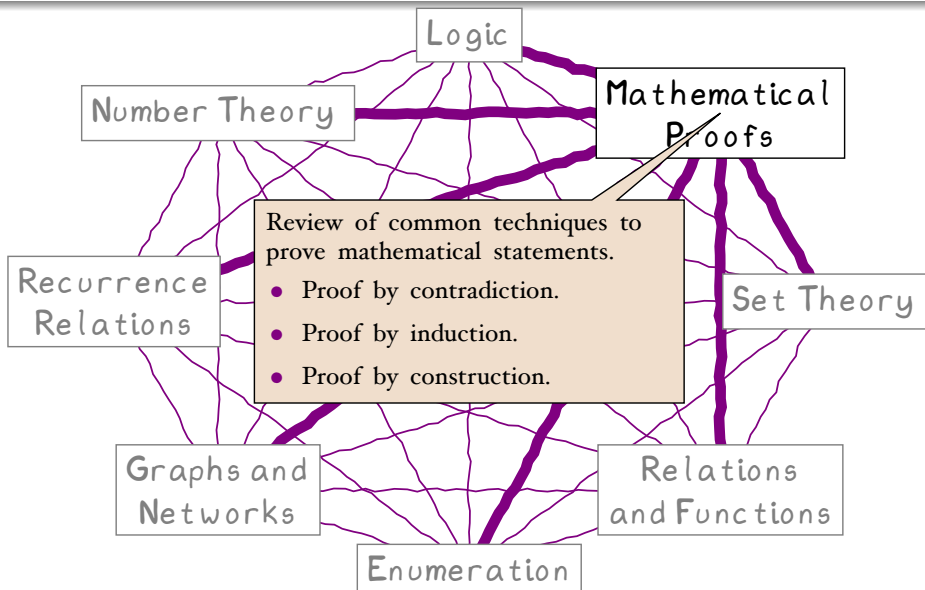 Logic
Mathematical
Proofs
Number Theory
Review of common techniques to
prove mathematical statements.
• Proof by contradiction.
• Proof by induction.
• Proof by construction.
Recurrence
Relations
Set Theory
Graphs and
Networks
Relations
and Functions
Enumeration